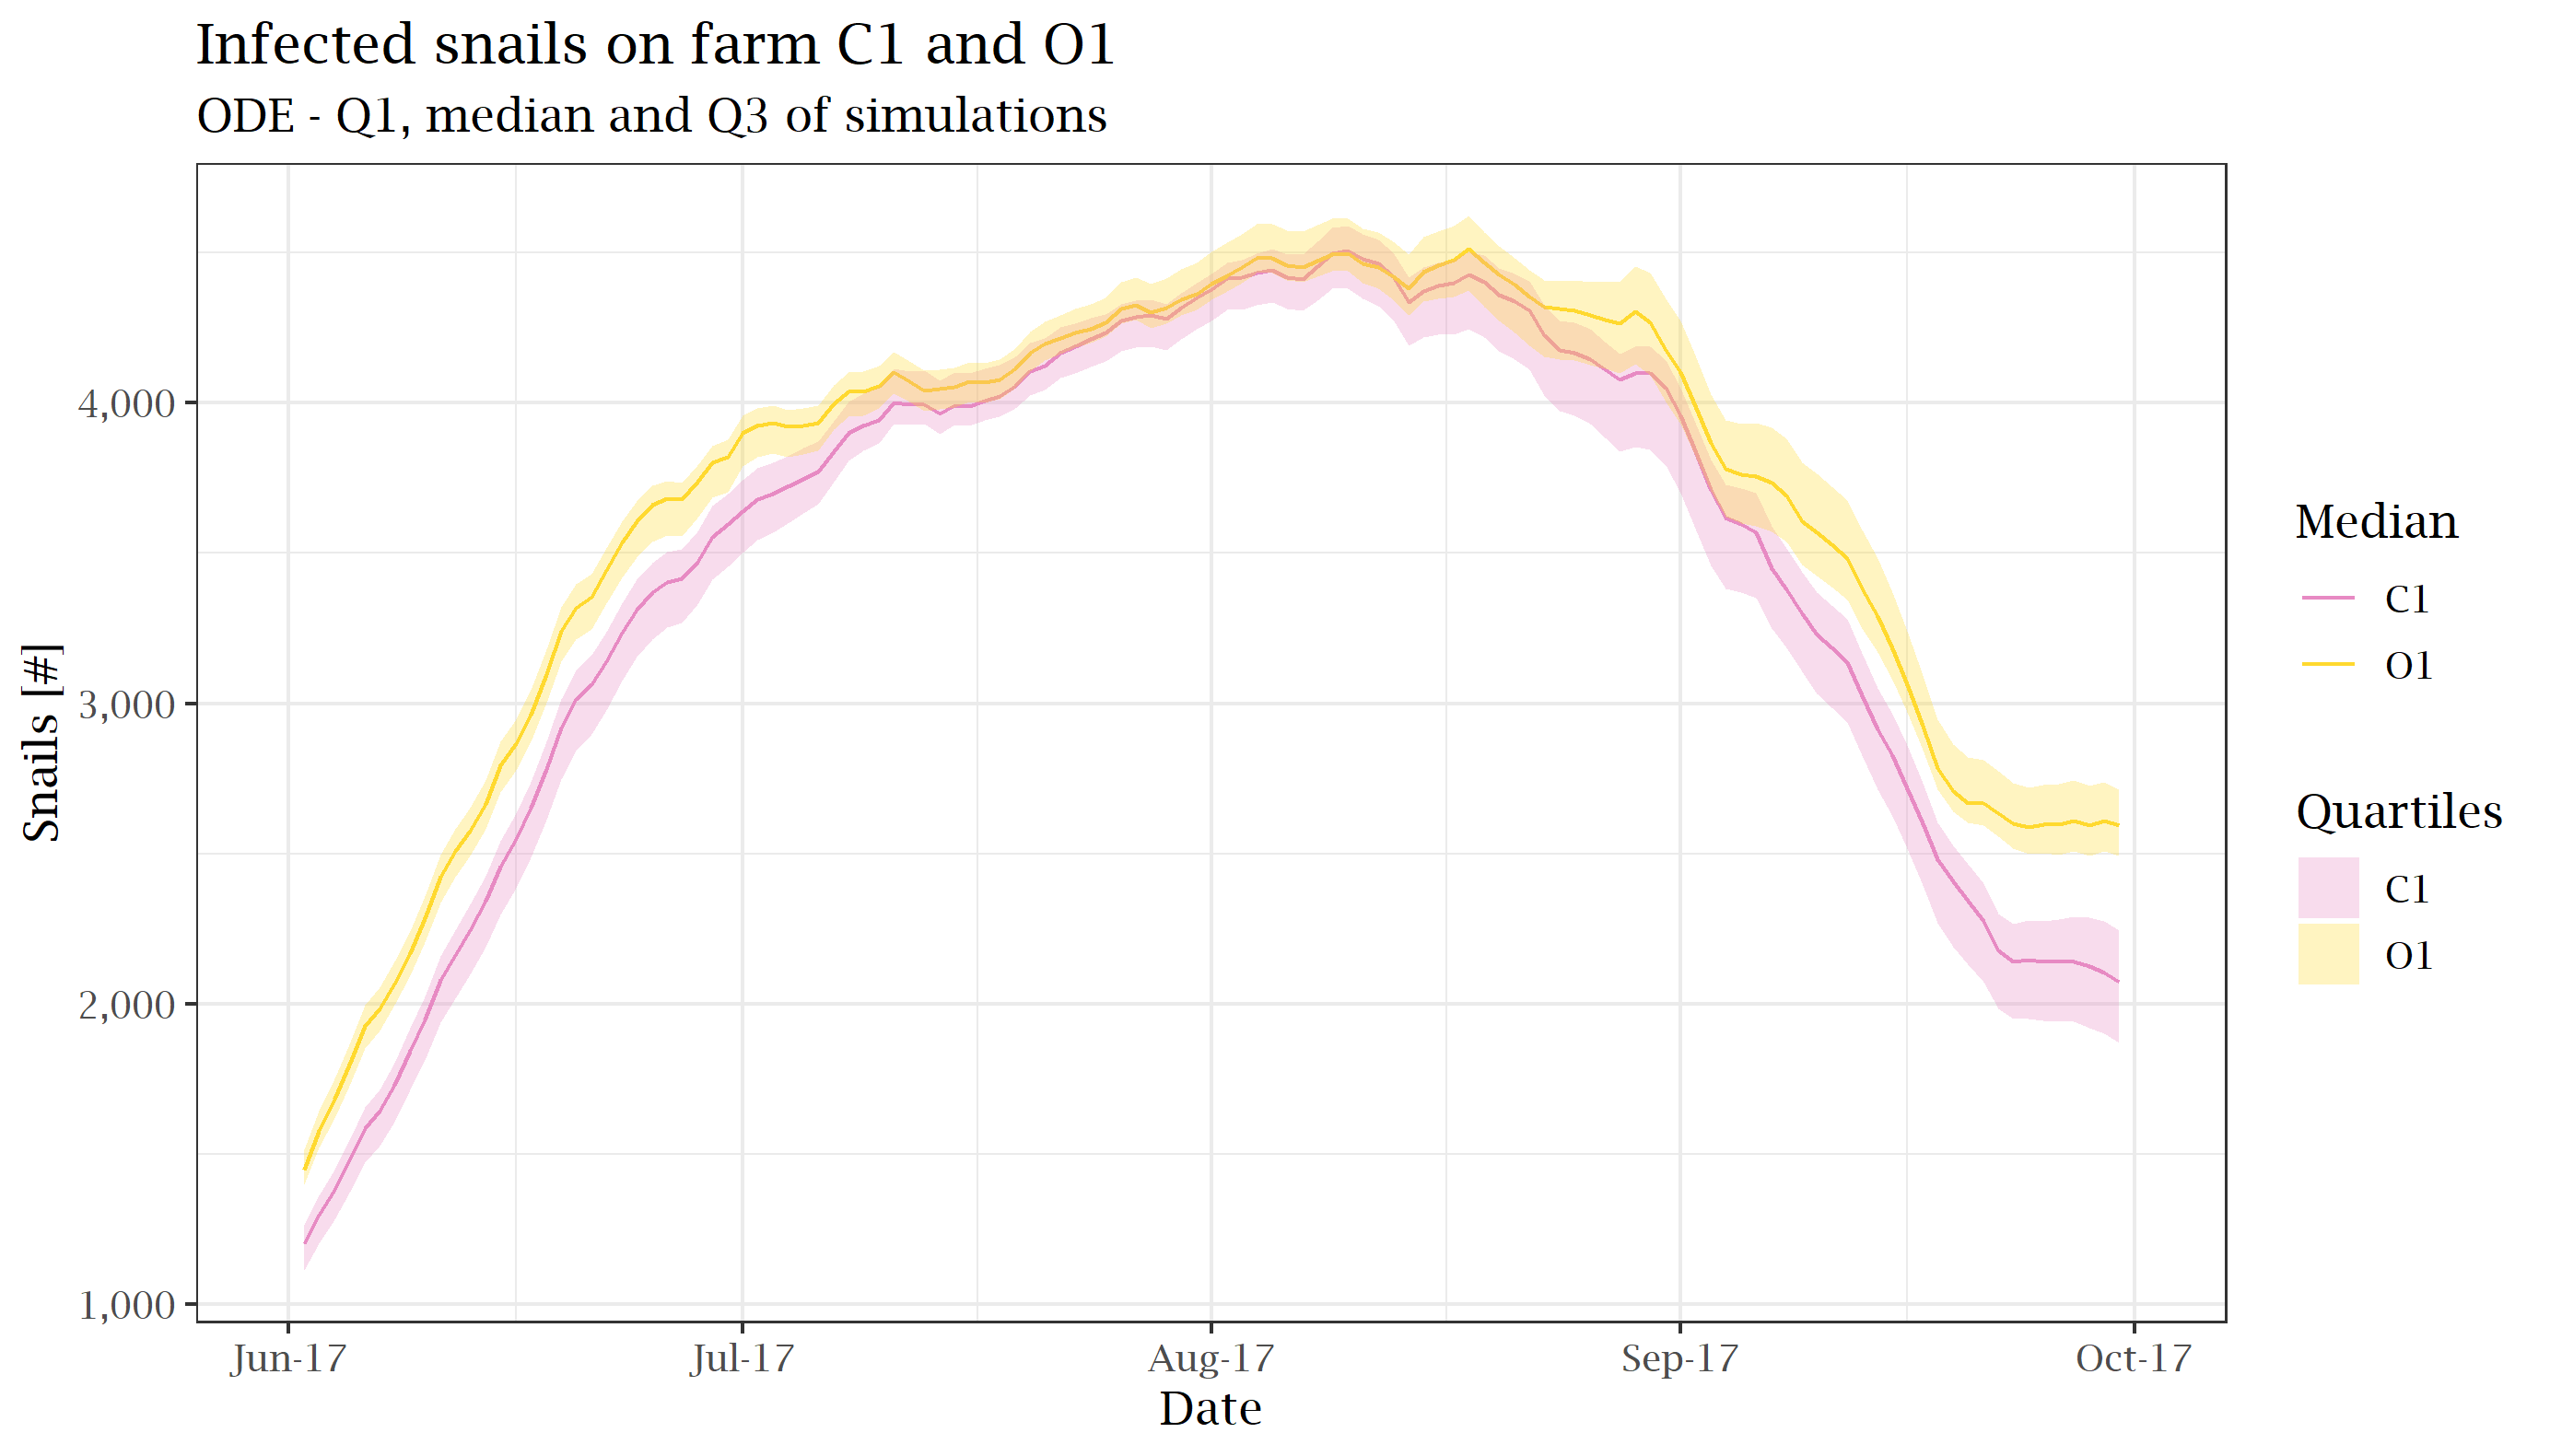 Infected snails on farm C1 and O1
ODE - Q1, median and Q3 of simulations
Snails [#]
4,000
3,000
2,000
1,000
Jun-17
Jul-17
Aug-17
Sep-17
Oct-17
Date
Median
C1
O1
Quartiles
C1
O1